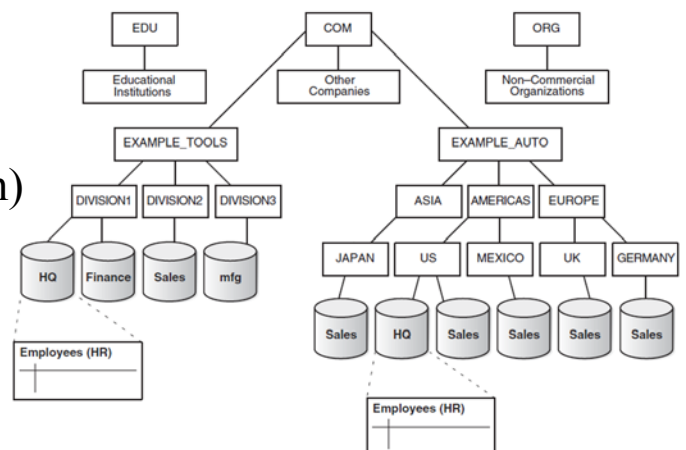 EDU
COM
ORG
Educational
Institutions
Other
Companies
Non–Commercial
Organizations
EXAMPLE_TOOLS
EXAMPLE_AUTO
n)
DIVISION1
DIVISION2
DIVISION3
ASIA
AMERICAS
EUROPE
HQ
Finance
Sales
mfg
JAPAN
US
MEXICO
UK
GERMANY
Sales
HQ
Sales
Sales
Sales
Sales
Employees (HR)
Employees (HR)